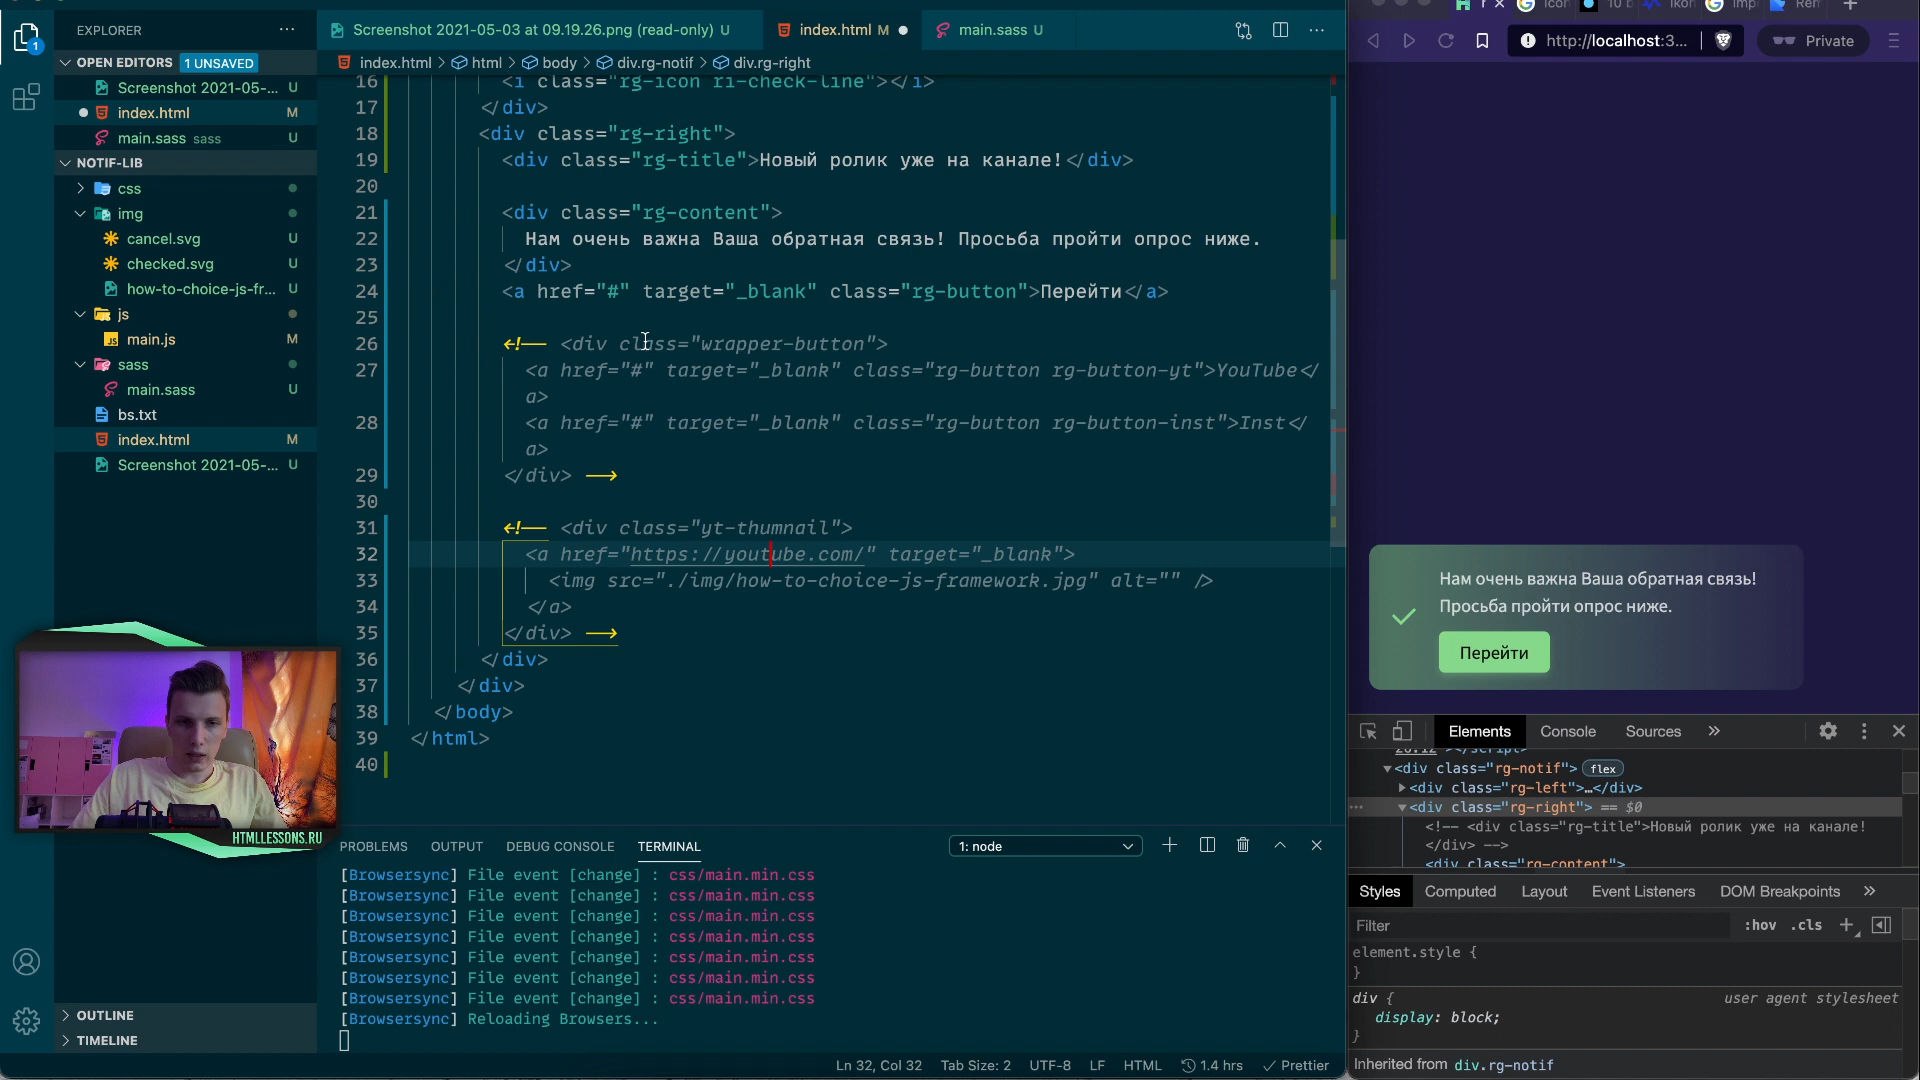 EXPLORER
Screenshot 2021-05-03 at 09.19.26.png (read-only) U
index.html M
main.sass U
http://localhost:3...
Private
OPEN EDITORS 1 UNSAVED
Screenshot 2021-05-... U
index.html M
main.sass sass U
NOTIF-LIB
css
img
cancel.svg U
checked.svg U
how-to-choice-js-fr... U
js
main.js M
sass
main.sass U
bs.txt
index.html M
Screenshot 2021-05-... U
OUTLINE
TIMELINE
index.html > html > body > div.rg-notif > div.rg-right
16 <i class="rg-icon ri-check-line"></i>
17 </div>
18 <div class="rg-right">
19 <div class="rg-title">Новый ролик уже на канале!</div>
20
21 <div class="rg-content">
22 Нам очень важна Ваша обратная связь! Просьба пройти опрос ниже.
23 </div>
24 <a href="#" target="_blank" class="rg-button">Перейти</a>
25
26 <!-- <div class="wrapper-button">
27 <a href="#" target="_blank" class="rg-button rg-button-yt">YouTube</
a>
28 <a href="#" target="_blank" class="rg-button rg-button-inst">Inst</
a>
29 </div> -->
30
31 <!-- <div class="yt-thumnail">
32 <a href="https://youtube.com/" target="_blank">
33 <img src="./img/how-to-choice-js-framework.jpg" alt="" />
34 </a>
35 </div> -->
36 </div>
37 </div>
38 </body>
39 </html>
40
HTMLLESSONS.RU
PROBLEMS OUTPUT DEBUG CONSOLE TERMINAL 1: node
[Browsersync] File event [change] : css/main.min.css
[Browsersync] File event [change] : css/main.min.css
[Browsersync] File event [change] : css/main.min.css
[Browsersync] File event [change] : css/main.min.css
[Browsersync] File event [change] : css/main.min.css
[Browsersync] File event [change] : css/main.min.css
[Browsersync] File event [change] : css/main.min.css
[Browsersync] Reloading Browsers...
Ln 32, Col 32 Tab Size: 2 UTF-8 LF HTML 1.4 hrs Prettier
Нам очень важна Ваша обратная связь!
Просьба пройти опрос ниже.
Перейти
Elements Console Sources »
<div class="rg-notif"> flex
<div class="rg-left">…</div>
<div class="rg-right"> == $0
<!-- <div class="rg-title">Новый ролик уже на канале!
</div> -->
<div class="rg-content">
Styles Computed Layout Event Listeners DOM Breakpoints »
Filter :hov .cls +
element.style {
}
div { user agent stylesheet
display: block;
}
Inherited from div.rg-notif